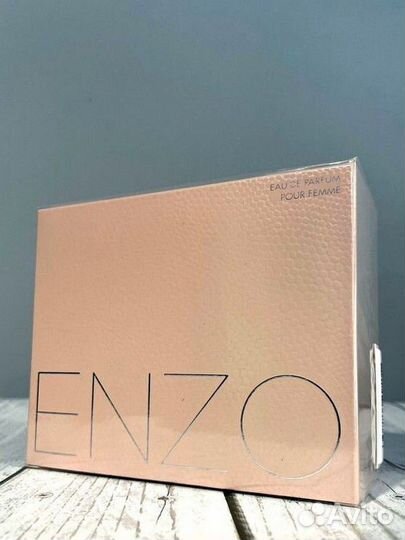 EAU DE PARFUM
POUR FEMME
ENZO
Avito